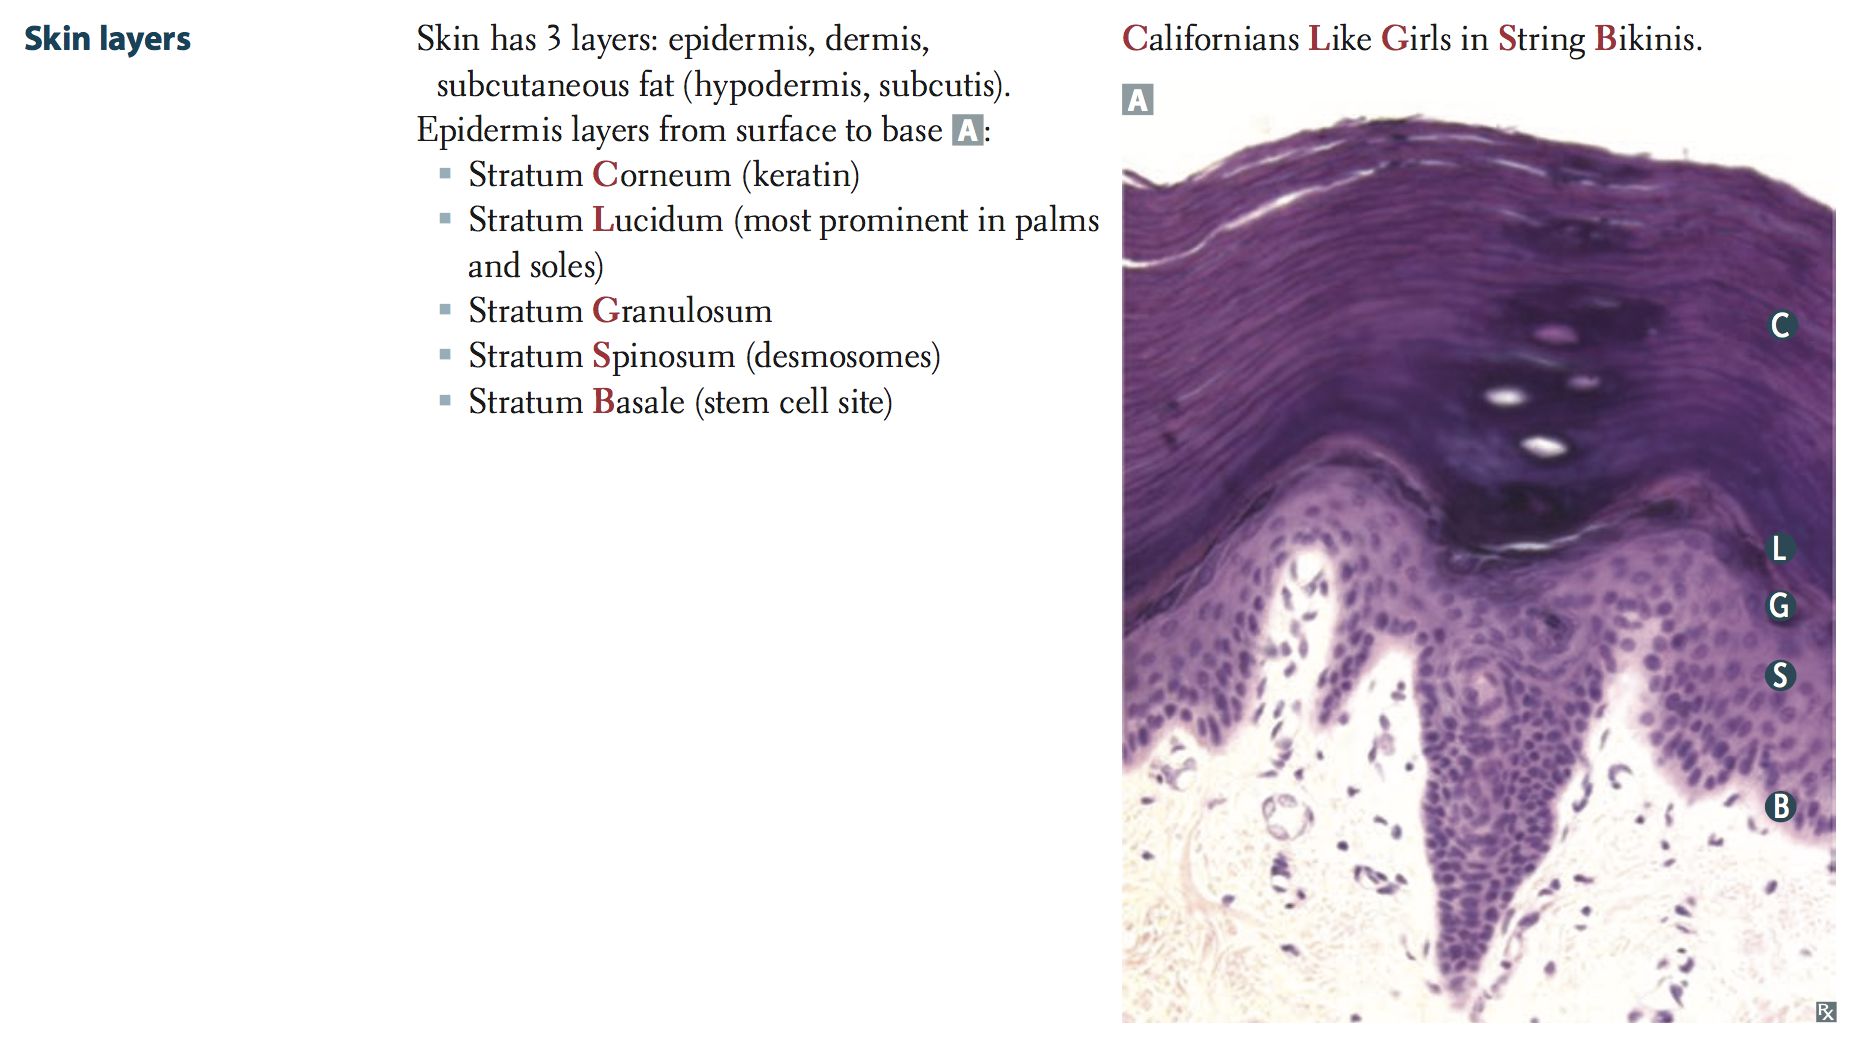 Skin layers
Skin has 3 layers: epidermis, dermis,
subcutaneous fat (hypodermis, subcutis).
Epidermis layers from surface to base A:
▪ Stratum Corneum (keratin)
▪ Stratum Lucidum (most prominent in palms
and soles)
▪ Stratum Granulosum
▪ Stratum Spinosum (desmosomes)
▪ Stratum Basale (stem cell site)
Californians Like Girls in String Bikinis.
A
C
L
G
S
B
℞